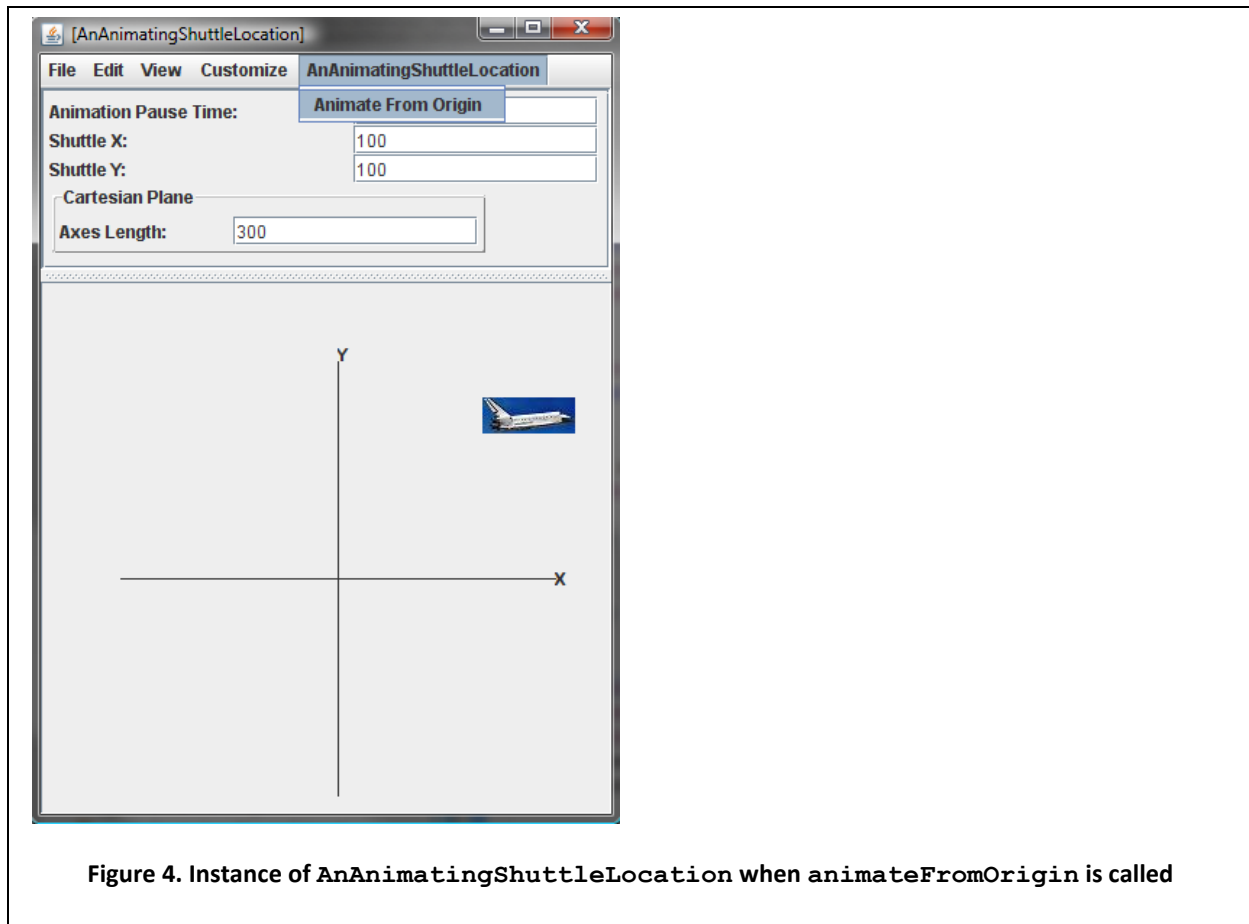 [AnAnimatingShuttleLocation]
File Edit View Customize AnAnimatingShuttleLocation
Animation Pause Time: Animate From Origin
Shuttle X: 100
Shuttle Y: 100
Cartesian Plane
Axes Length: 300
Y
X
Figure 4. Instance of AnAnimatingShuttleLocation when animateFromOrigin is called